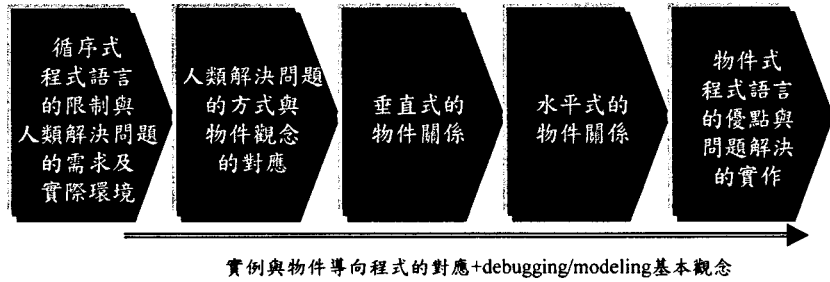 循序式
程式語言
的限制與
人類解決問題
的需求及
實際環境
人類解決問題
的方式與
物件觀念
的對應
垂直式的
物件關係
水平式的
物件關係
物件式
程式語言
的優點與
問題解決
的實作
實例與物件導向程式的對應+debugging/modeling基本觀念